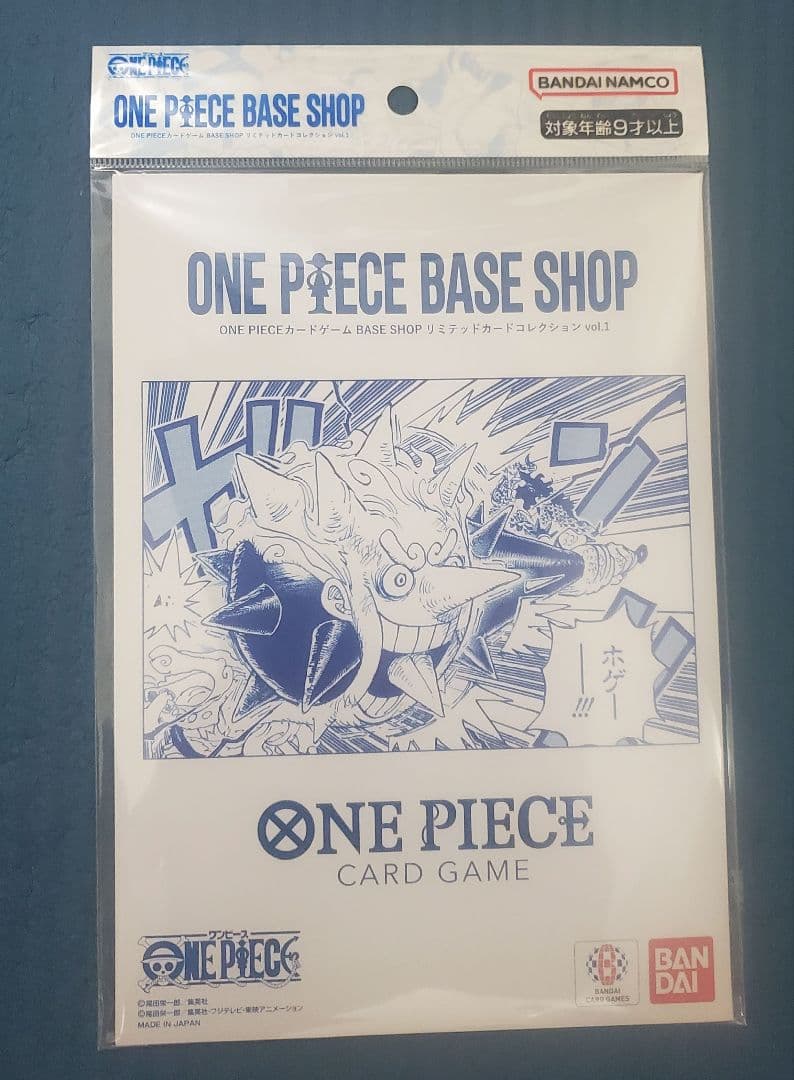 ONE PIECE
ONE PIECE BASE SHOP
ONE PIECEカードゲーム BASE SHOP リミテッドカードコレクション vol.1
BANDAI NAMCO
対象年齢9才以上
ONE PIECE BASE SHOP
ONE PIECEカードゲーム BASE SHOP リミテッドカードコレクション vol.1
ホゲー
ーー!!!
ONE PIECE
CARD GAME
ワンピース
ONE PIECE
©尾田栄一郎/集英社
©尾田栄一郎/集英社・フジテレビ・東映アニメーション
MADE IN JAPAN
BANDAI
CARD GAMES
BAN
DAI